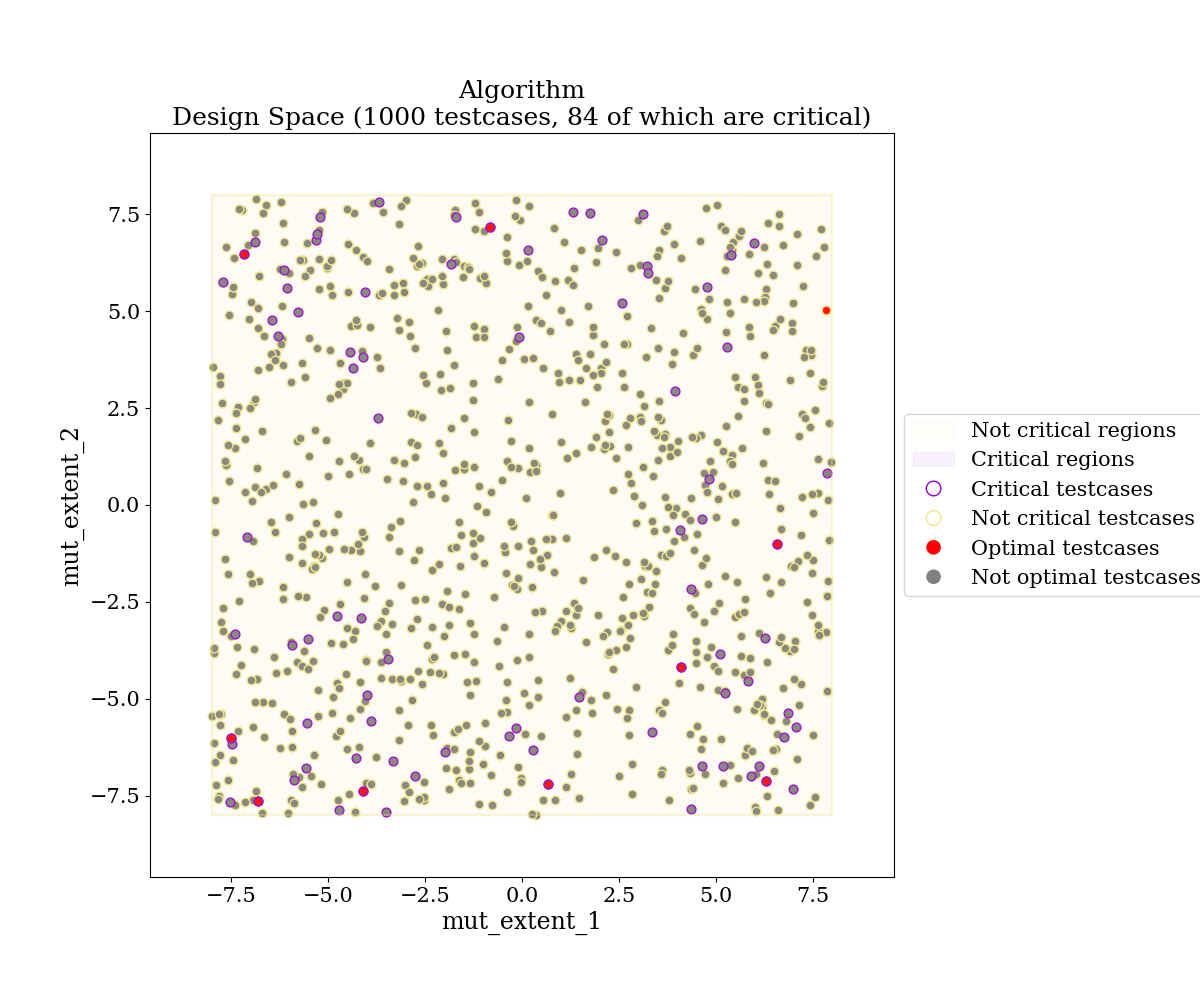 Algorithm
Design Space (1000 testcases, 84 of which are critical)
7.5
5.0
2.5
0.0
−2.5
−5.0
−7.5
mut_extent_2
−7.5 −5.0 −2.5 0.0 2.5 5.0 7.5
mut_extent_1
Not critical regions
Critical regions
Critical testcases
Not critical testcases
Optimal testcases
Not optimal testcases